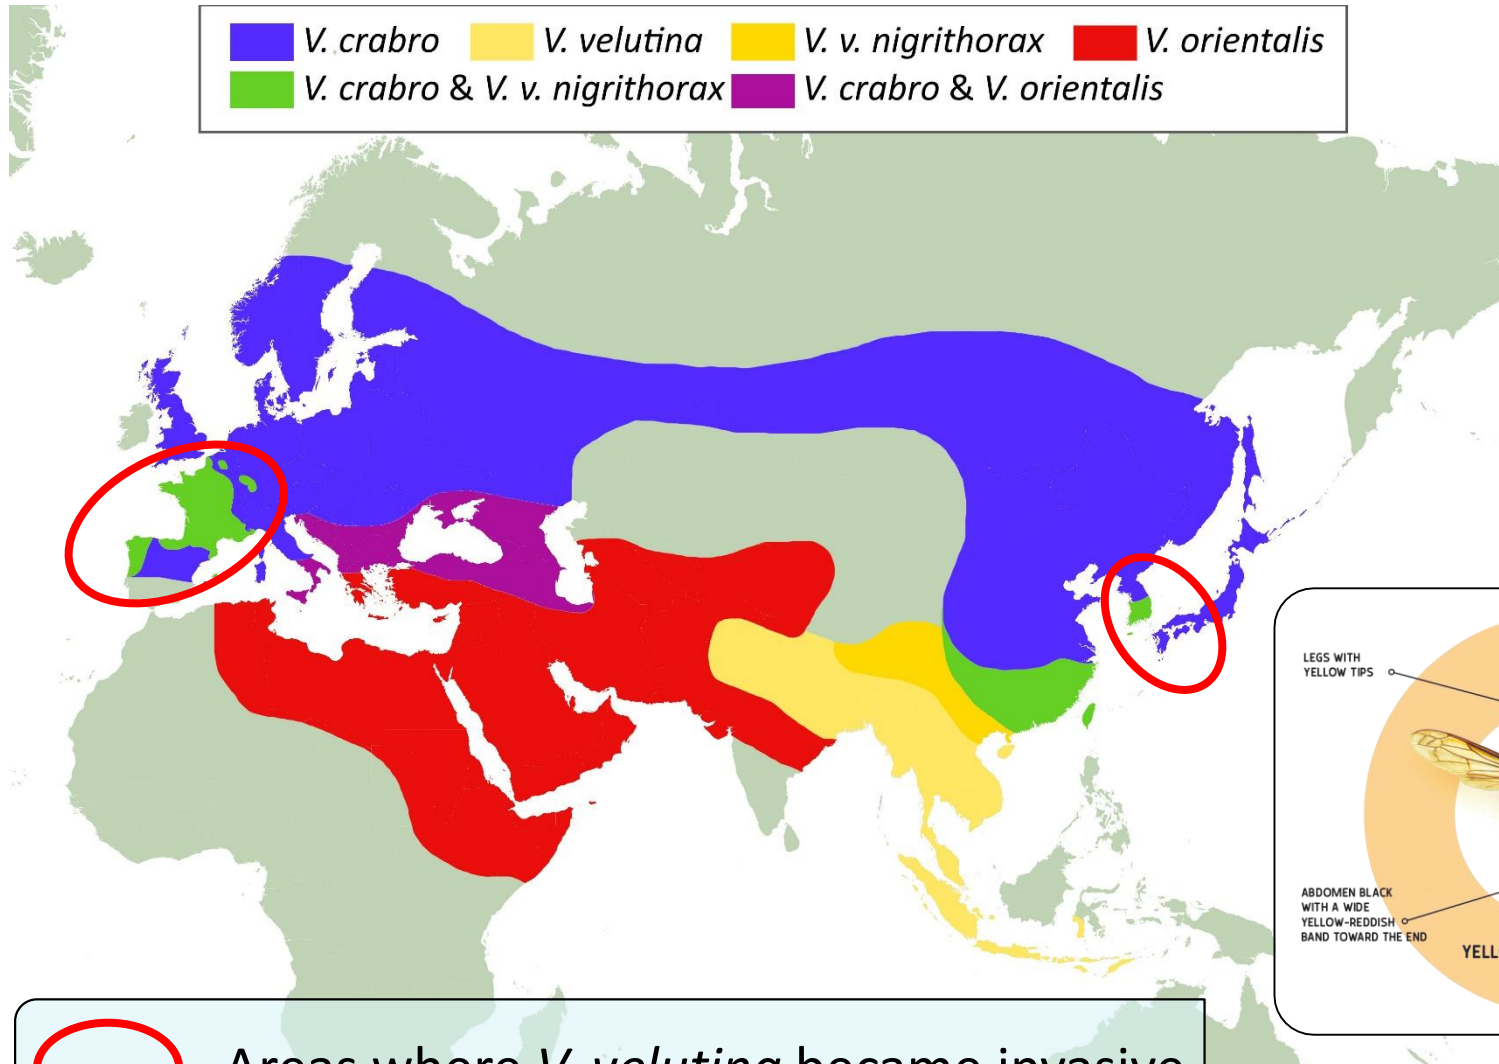 V. crabro V. velutina V. v. nigrithorax V. orientalis
V. crabro & V. v. nigrithorax V. crabro & V. orientalis
LEGS WITH
YELLOW TIPS
ABDOMEN BLACK
WITH A WIDE
YELLOW-REDDISH
BAND TOWARD THE END
Areas where V. velutina became invasive